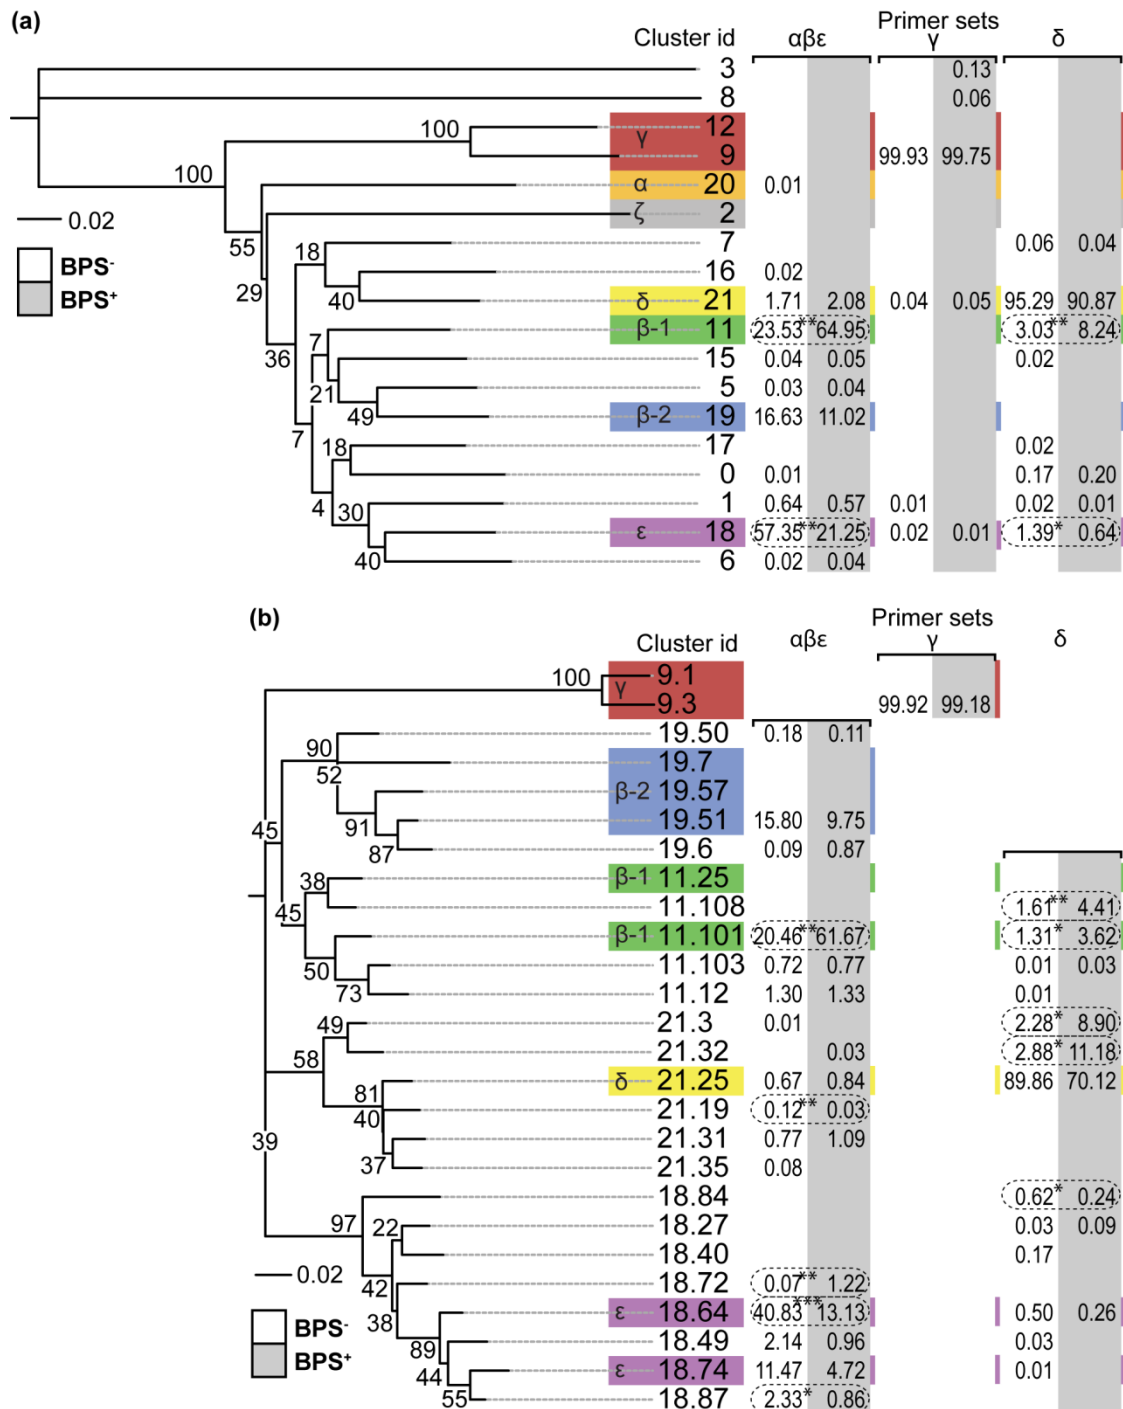 (a)
Primer sets
Cluster id αβε γ δ
3 0.13
8 0.06
100 γ 12
9 99.93 99.75
100
α 20 0.01
0.02
ζ 2
55
BPS-
18 7 0.06 0.04
BPS+
16 0.02
29 40 δ 21 1.71 2.08 0.04 0.05 95.29 90.87
β-1 11 23.53** 64.95 3.03** 8.24
7
36 15 0.04 0.05 0.02
21 5 0.03 0.04
49 β-2 19 16.63 11.02
7
18 17 0.02
0 0.01 0.17 0.20
4 30 1 0.64 0.57 0.01 0.02 0.01
ε 18 57.35** 21.25 0.02 0.01 1.39* 0.64
40 6 0.02 0.04
(b)
Primer sets
Cluster id αβε γ δ
100 γ 9.1
9.3 99.92 99.18
19.50 0.18 0.11
90
52 19.7
β-2 19.57
91 19.51 15.80 9.75
45
87 19.6 0.09 0.87
38 β-1 11.25
45 11.108 1.61** 4.41
β-1 11.101 20.46** 61.67 1.31* 3.62
50 11.103 0.72 0.77 0.01 0.03
73 11.12 1.30 1.33 0.01
49 21.3 0.01 2.28* 8.90
58 21.32 0.03 2.88* 11.18
81 δ 21.25 0.67 0.84 89.86 70.12
40 21.19 0.12** 0.03
39 21.31 0.77 1.09
37 21.35 0.08
18.84 0.62* 0.24
97 22 18.27 0.03 0.09
18.40 0.17
0.02
42 18.72 0.07** 1.22
BPS-
38 ε 18.64 40.83*** 13.13 0.50 0.26
BPS+
89 18.49 2.14 0.96 0.03
44 ε 18.74 11.47 4.72 0.01
55 18.87 2.33* 0.86